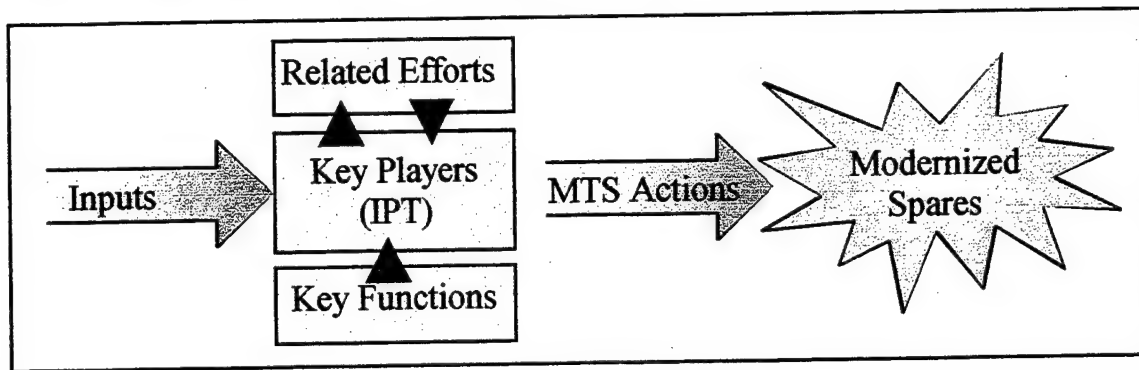 Related Efforts
Inputs
Key Players
(IPT)
Key Functions
MTS Actions
Modernized
Spares